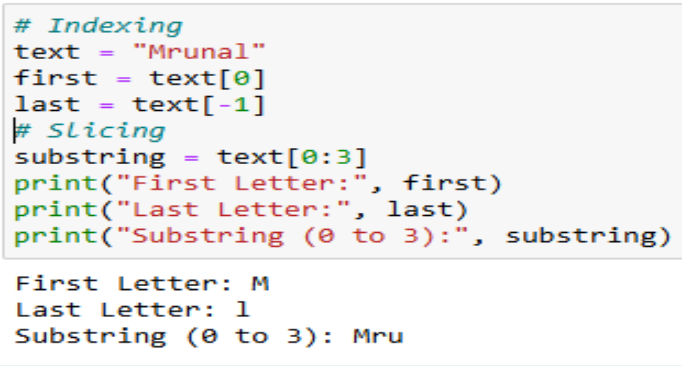 # Indexing
text = "Mrunal"
first = text[0]
last = text[-1]
# Slicing
substring = text[0:3]
print("First Letter:", first)
print("Last Letter:", last)
print("Substring (0 to 3):", substring)
First Letter: M
Last Letter: l
Substring (0 to 3): Mru